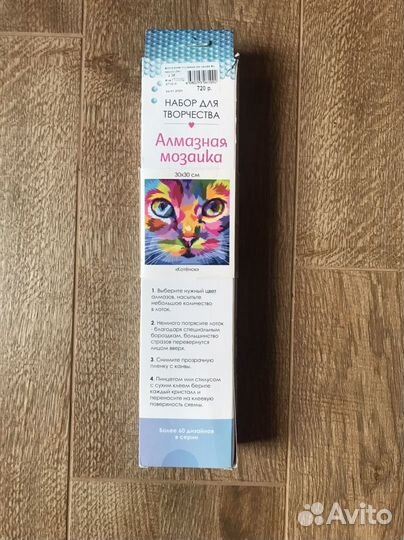 720 р.
НАБОР ДЛЯ
ТВОРЧЕСТВА
Алмазная
мозаика
30х30 см
«Котёнок»
1. Выберите нужный цвет
алмазов, насыпьте
небольшое количество
в лоток.
2. Немного потрясите лоток
- благодаря специальным
бороздкам, большинство
стразов перевернутся
лицом вверх.
3. Снимите прозрачную
пленку с канвы.
4. Пинцетом или стилусом
с сухим клеем берите
каждый кристалл и
переносите на клеевую
поверхность схемы.
Более 60 дизайнов
в серии
Avito